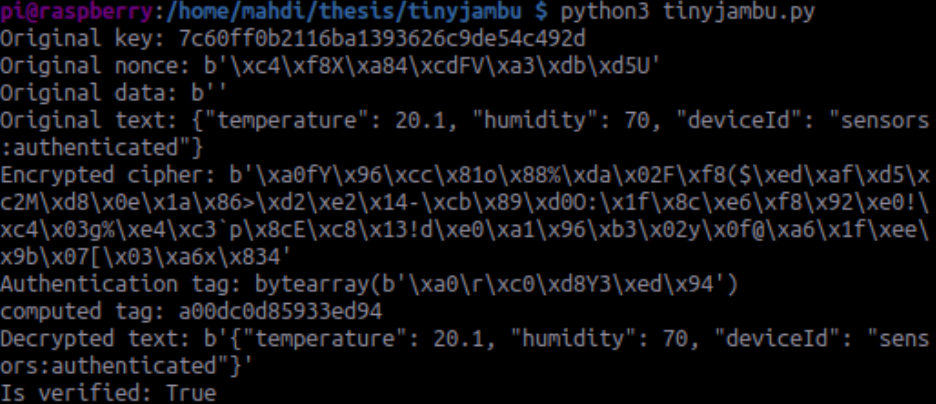 pi@raspberry:/home/mahdi/thesis/tinyjambu $ python3 tinyjambu.py
Original key: 7c60ff0b2116ba1393626c9de54c492d
Original nonce: b'\xc4\xf8X\xa84\xcdFV\xa3\xdb\xd5U'
Original data: b''
Original text: {"temperature": 20.1, "humidity": 70, "deviceId": "sensors
:authenticated"}
Encrypted cipher: b'\xa0fY\x96\xcc\x81o\x88%\xda\x02F\xf8($\xed\xaf\xd5\x
c2M\xd8\x0e\x1a\x86>\xd2\xe2\x14-\xcb\x89\xd0O:\x1f\x8c\xe6\xf8\x92\xe0!\
xc4\x03g%\xe4\xc3`p\x8cE\xc8\x13!d\xe0\xa1\x96\xb3\x02y\x0f@\xa6\x1f\xee\
x9b\x07[\x03\xa6x\x834'
Authentication tag: bytearray(b'\xa0\r\xc0\xd8Y3\xed\x94')
computed tag: a00dc0d85933ed94
Decrypted text: b'{"temperature": 20.1, "humidity": 70, "deviceId": "sens
ors:authenticated"}'
Is verified: True